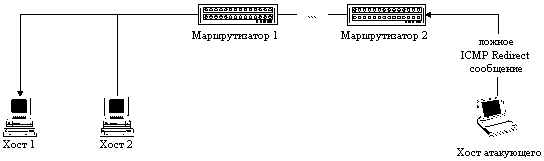 Маршрутизатор 1
Маршрутизатор 2
ложное
ICMP Redirect
сообщение
Хост 1
Хост 2
Хост атакующего